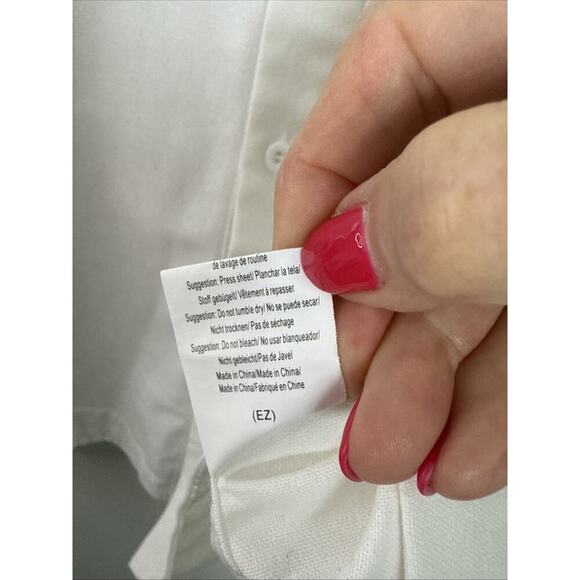 de lavage de routine
Suggestion: Press sheet/ Planchar la tela/
Stoff gebügelt/ Vêtement à repasser
Suggestion: Do not tumble dry/ No se puede secar/
Nicht trocknen/ Pas de séchage
Suggestion: Do not bleach/ No usar blanqueador/
Nicht gebleicht/Pas de Javel
Made in China/Made in China/
Made in China/Fabriqué en Chine
(EZ)